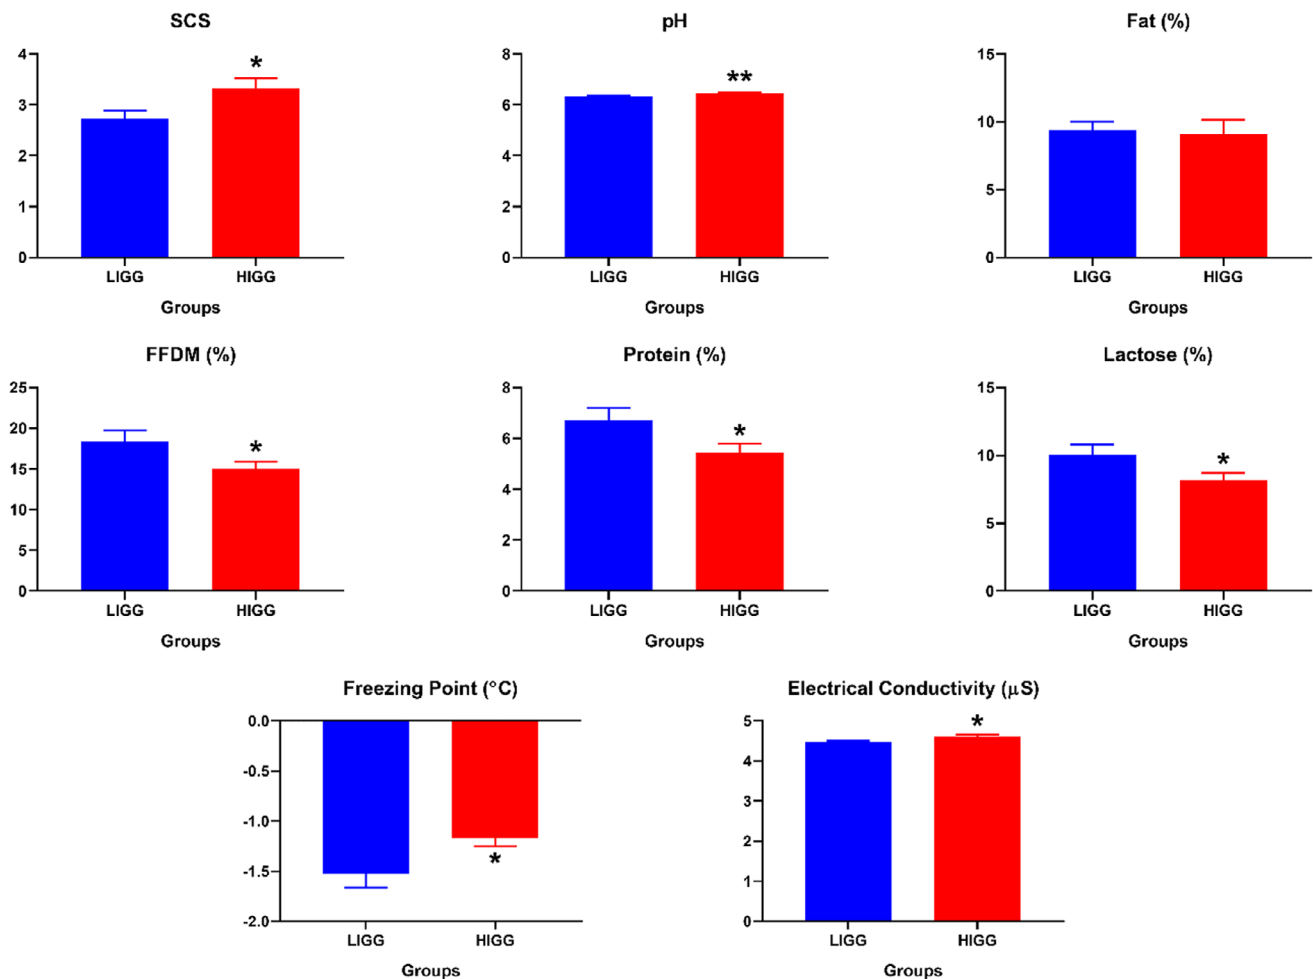 SCS
4
3
2
1
0
*
LIGG HIGG
Groups
pH
8
6
4
2
0
**
LIGG HIGG
Groups
Fat (%)
15
10
5
0
LIGG HIGG
Groups
FFDM (%)
25
20
15
10
5
0
*
LIGG HIGG
Groups
Protein (%)
8
6
4
2
0
*
LIGG HIGG
Groups
Lactose (%)
15
10
5
0
*
LIGG HIGG
Groups
Freezing Point (°C)
0.0
-0.5
-1.0
-1.5
-2.0
*
LIGG HIGG
Groups
Electrical Conductivity (μS)
5
4
3
2
1
0
*
LIGG HIGG
Groups